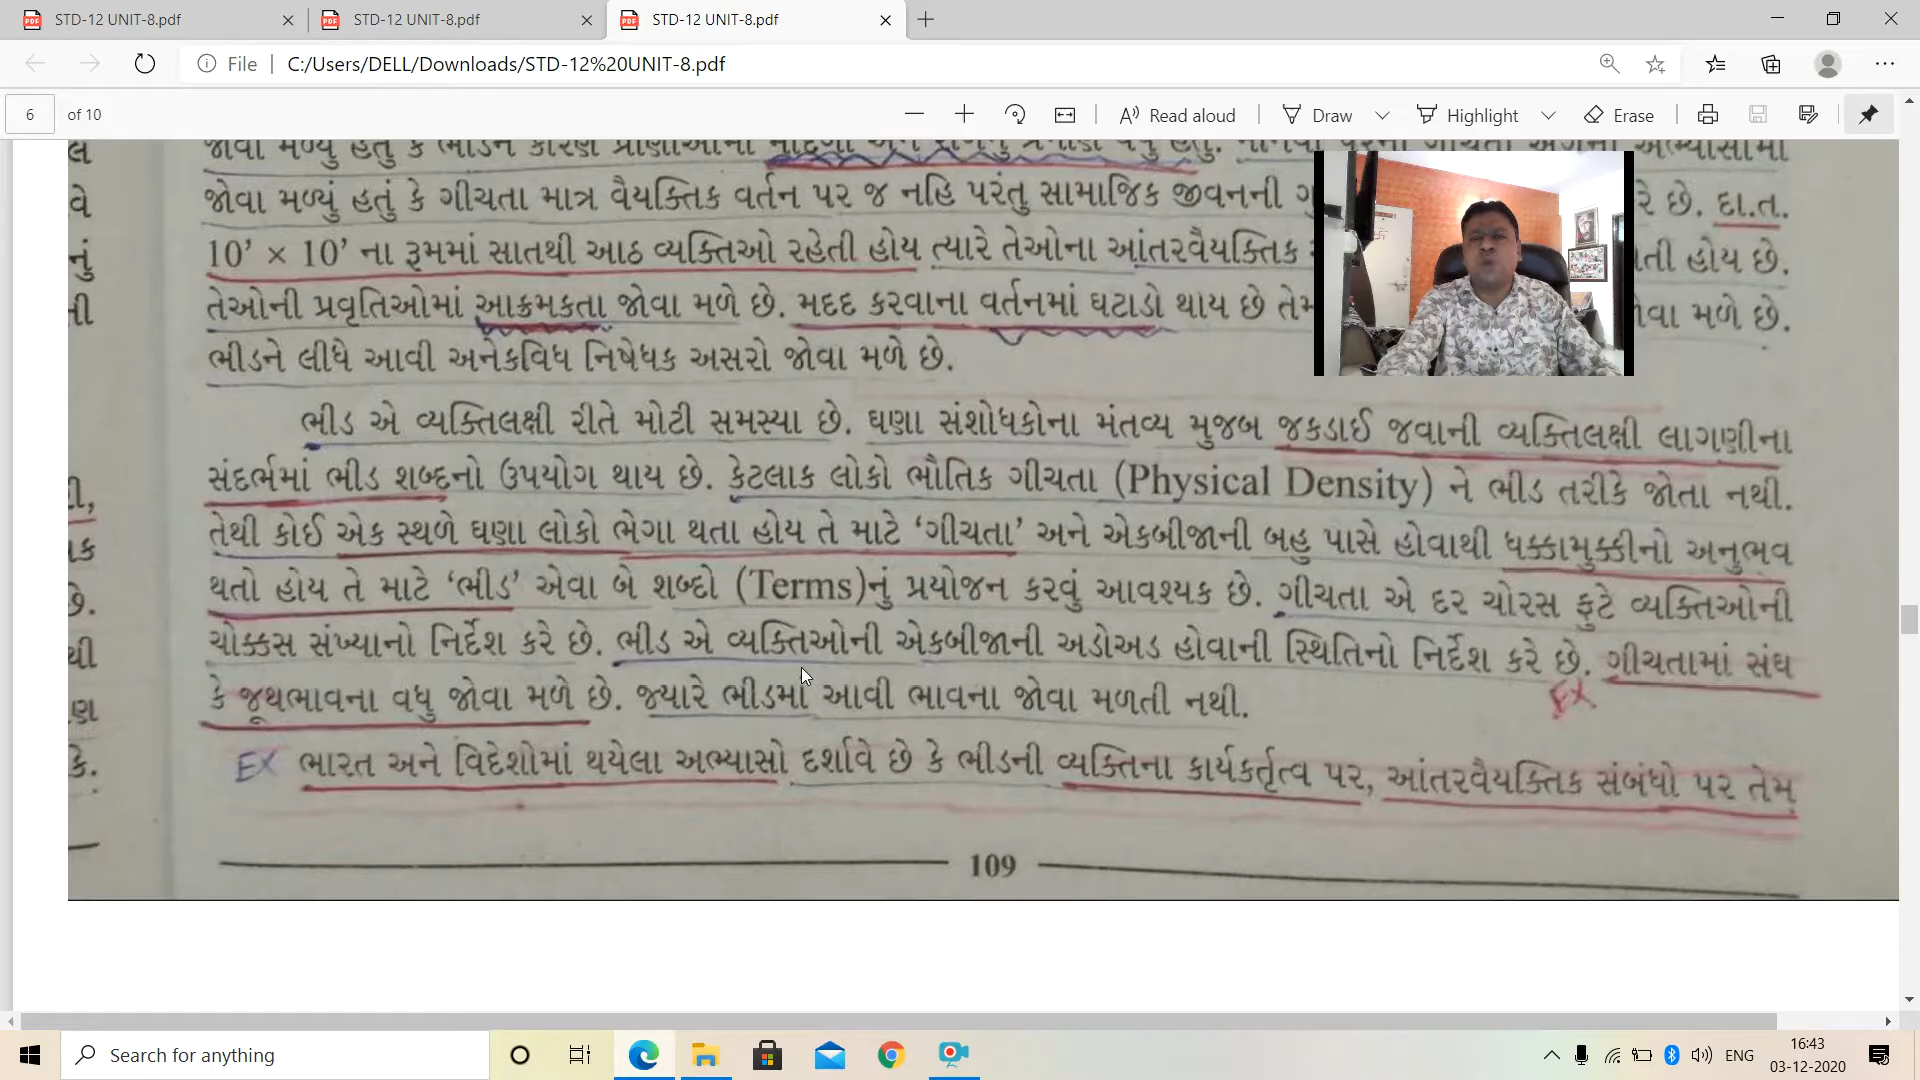 STD-12 UNIT-8.pdf
STD-12 UNIT-8.pdf
STD-12 UNIT-8.pdf
File
C:/Users/DELL/Downloads/STD-12%20UNIT-8.pdf
6 of 10
Read aloud
Draw
Highlight
Erase
જોવા મળ્યું હતું કે ભીડને કારણે પ્રાણીઓમાં
જોવા મળ્યું હતું કે ગીચતા માત્ર વૈયક્તિક વર્તન પર જ નહિ પરંતુ સામાજિક જીવનની રે છે. દા.ત.
10' × 10' ના રૂમમાં સાતથી આઠ વ્યક્તિઓ રહેતી હોય ત્યારે તેઓના આંતરવૈયક્તિક તી હોય છે.
તેઓની પ્રવૃતિઓમાં આક્રમકતા જોવા મળે છે. મદદ કરવાના વર્તનમાં ઘટાડો થાય છે તેમ જોવા મળે છે.
ભીડને લીધે આવી અનેકવિધ નિષેધક અસરો જોવા મળે છે.
ભીડ એ વ્યક્તિલક્ષી રીતે મોટી સમસ્યા છે. ઘણા સંશોધકોના મંતવ્ય મુજબ જકડાઈ જવાની વ્યક્તિલક્ષી લાગણીના
સંદર્ભમાં ભીડ શબ્દનો ઉપયોગ થાય છે. કેટલાક લોકો ભૌતિક ગીચતા (Physical Density) ને ભીડ તરીકે જોતા નથી.
તેથી કોઈ એક સ્થળે ઘણા લોકો ભેગા થતા હોય તે માટે ‘ગીચતા’ અને એકબીજાની બહુ પાસે હોવાથી ધક્કામુક્કીનો અનુભવ
થતો હોય તે માટે ‘ભીડ’ એવા બે શબ્દો (Terms)નું પ્રયોજન કરવું આવશ્યક છે. ગીચતા એ દર ચોરસ ફુટે વ્યક્તિઓની
ચોક્કસ સંખ્યાનો નિર્દેશ કરે છે. ભીડ એ વ્યક્તિઓની એકબીજાની અડોઅડ હોવાની સ્થિતિનો નિર્દેશ કરે છે. ગીચતામાં સંઘ
કે જૂથભાવના વધુ જોવા મળે છે. જ્યારે ભીડમાં આવી ભાવના જોવા મળતી નથી.
EX
EX ભારત અને વિદેશોમાં થયેલા અભ્યાસો દર્શાવે છે કે ભીડની વ્યક્તિના કાર્યકર્તૃત્વ પર, આંતરવૈયક્તિક સંબંધો પર તેમ
109
Search for anything
ENG
16:43
03-12-2020